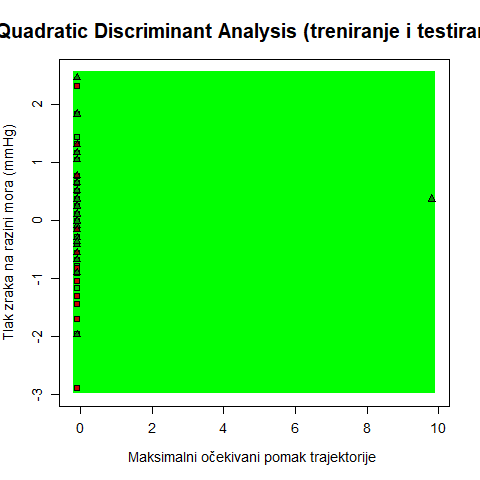 Quadratic Discriminant Analysis (treniranje i testiran
Tlak zraka na razini mora (mmHg)
2
1
0
-1
-2
-3
0 2 4 6 8 10
Maksimalni očekivani pomak trajektorije